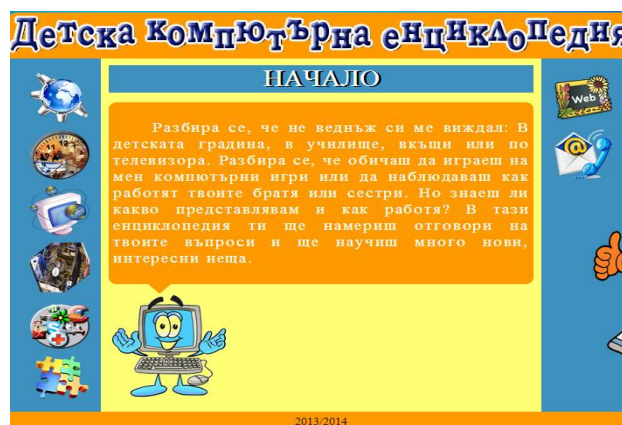 Детска компютърна енциклопедия
НАЧАЛО
Разбира се, че не веднъж си ме виждал: В
детската градина, в училище, вкъщи или по
телевизора. Разбира се, че обичаш да играеш на
мен компютърни игри или да наблюдаваш как
работят твоите братя или сестри. Но знаеш ли
какво представлявам и как работя? В тази
енциклопедия ти ще намериш отговори на
твоите въпроси и ще научиш много нови,
интересни неща.
Web
@
2013/2014